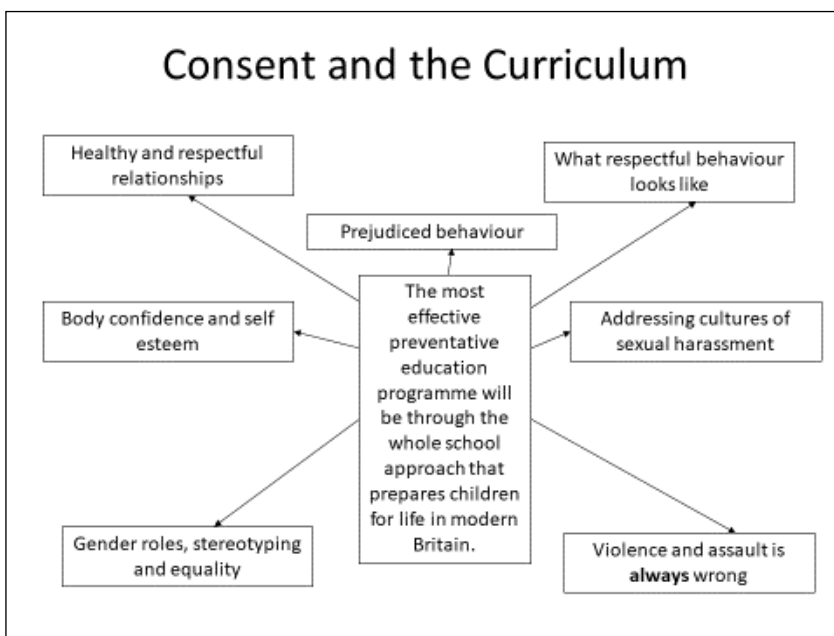 Consent and the Curriculum
Healthy and respectful
relationships
What respectful behaviour
looks like
Prejudiced behaviour
Body confidence and self
esteem
The most
effective
preventative
education
programme will
be through the
whole school
approach that
prepares children
for life in modern
Britain.
Addressing cultures of
sexual harassment
Gender roles, stereotyping
and equality
Violence and assault is
always wrong